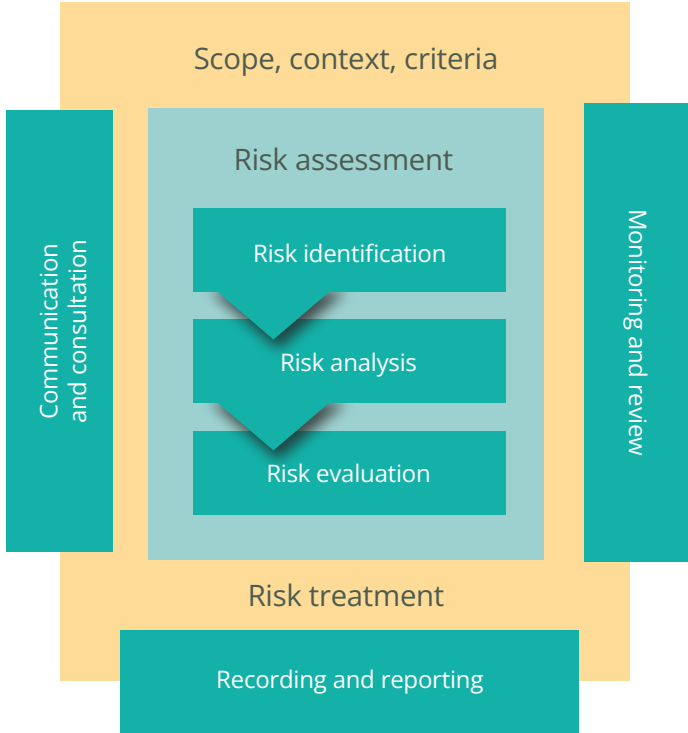 Scope, context, criteria
Risk assessment
Risk identification
Risk analysis
Risk evaluation
Communication
and consultation
Monitoring and review
Risk treatment
Recording and reporting